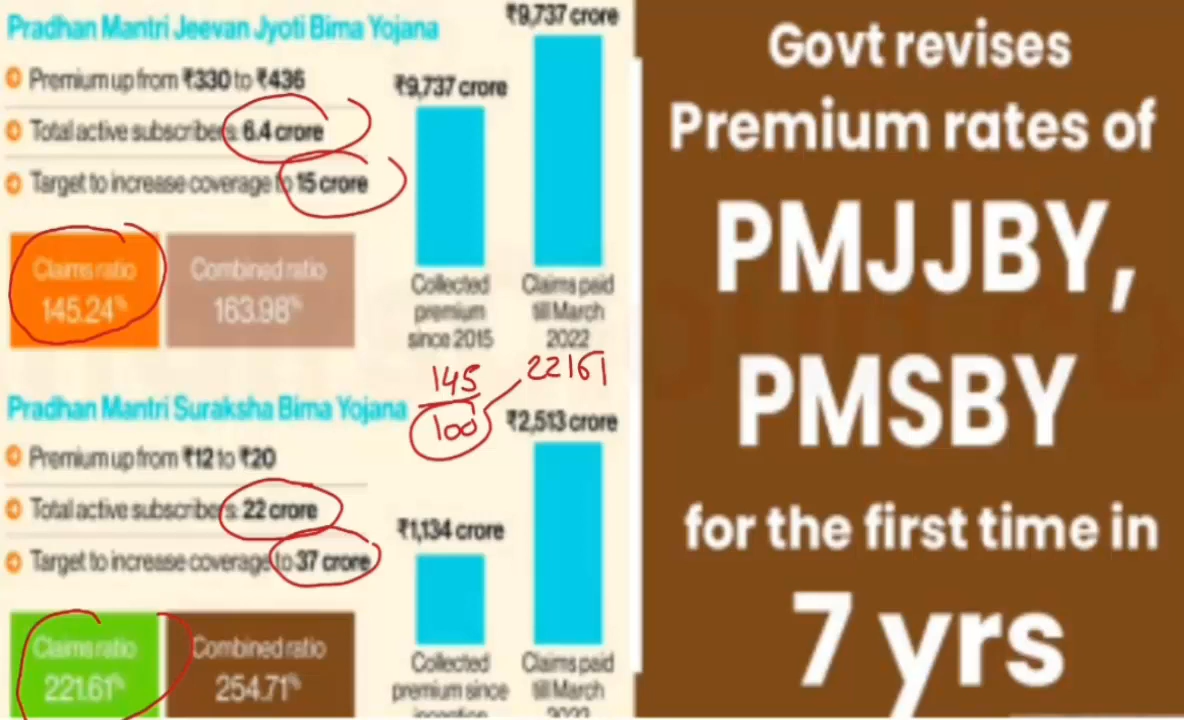 Pradhan Mantri Jeevan Jyoti Bima Yojana
Premium up from ₹330 to ₹436
Total active subscribers: 6.4 crore
Target to increase coverage to 15 crore
Claims ratio
145.24%
Combined ratio
163.98%
₹9,737 crore
Collected
premium
since 2015
₹9,737 crore
Claims paid
till March
2022
145
100
22161
Pradhan Mantri Suraksha Bima Yojana
Premium up from ₹12 to ₹20
Total active subscribers: 22 crore
Target to increase coverage to 37 crore
Claims ratio
221.61%
Combined ratio
254.71%
₹1,134 crore
Collected
premium since
inception
₹2,513 crore
Claims paid
till March
2022
Govt revises
Premium rates of
PMJJBY,
PMSBY
for the first time in
7 yrs